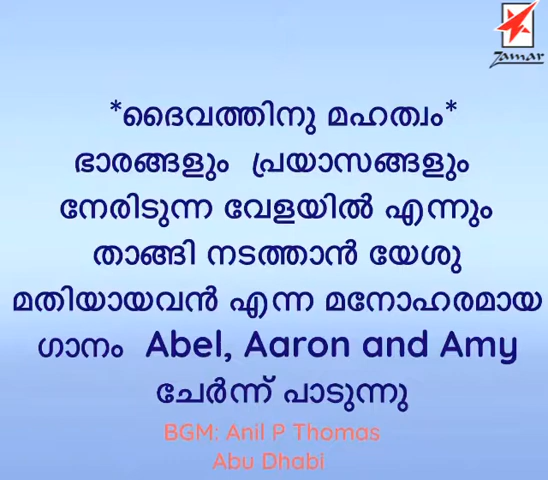 Zamar
*ദൈവത്തിനു മഹത്വം*
ഭാരങ്ങളും പ്രയാസങ്ങളും
നേരിടുന്ന വേളയിൽ എന്നും
താങ്ങി നടത്താൻ യേശു
മതിയായവൻ എന്ന മനോഹരമായ
ഗാനം Abel, Aaron and Amy
ചേർന്ന് പാടുന്നു
BGM: Anil P Thomas
Abu Dhabi